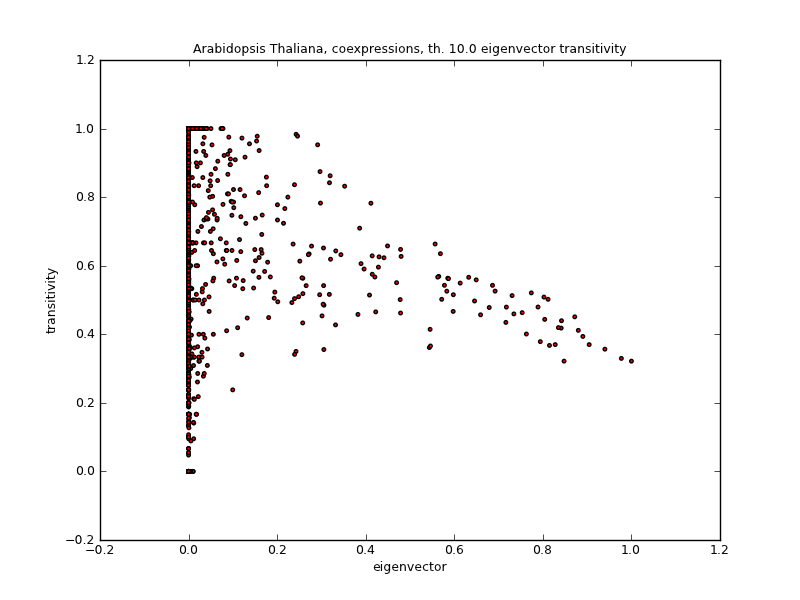 Arabidopsis Thaliana, coexpressions, th. 10.0 eigenvector transitivity
1.2
1.0
0.8
0.6
0.4
0.2
0.0
−0.2
transitivity
−0.2 0.0 0.2 0.4 0.6 0.8 1.0 1.2
eigenvector